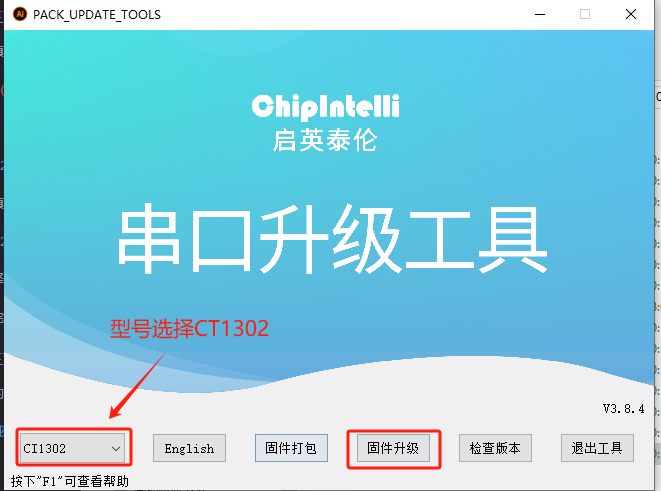 Ai PACK_UPDATE_TOOLS
ChipIntelli
启英泰伦
串口升级工具
型号选择CT1302
V3.8.4
CI1302 English 固件打包 固件升级 检查版本 退出工具
按下"F1"可查看帮助